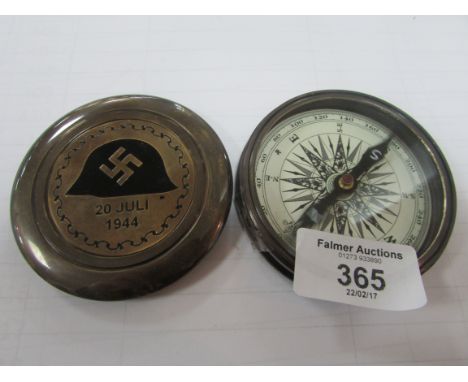 20 JULI
1944
S
Falmer Auctions
01273 933890
365
22/02/17